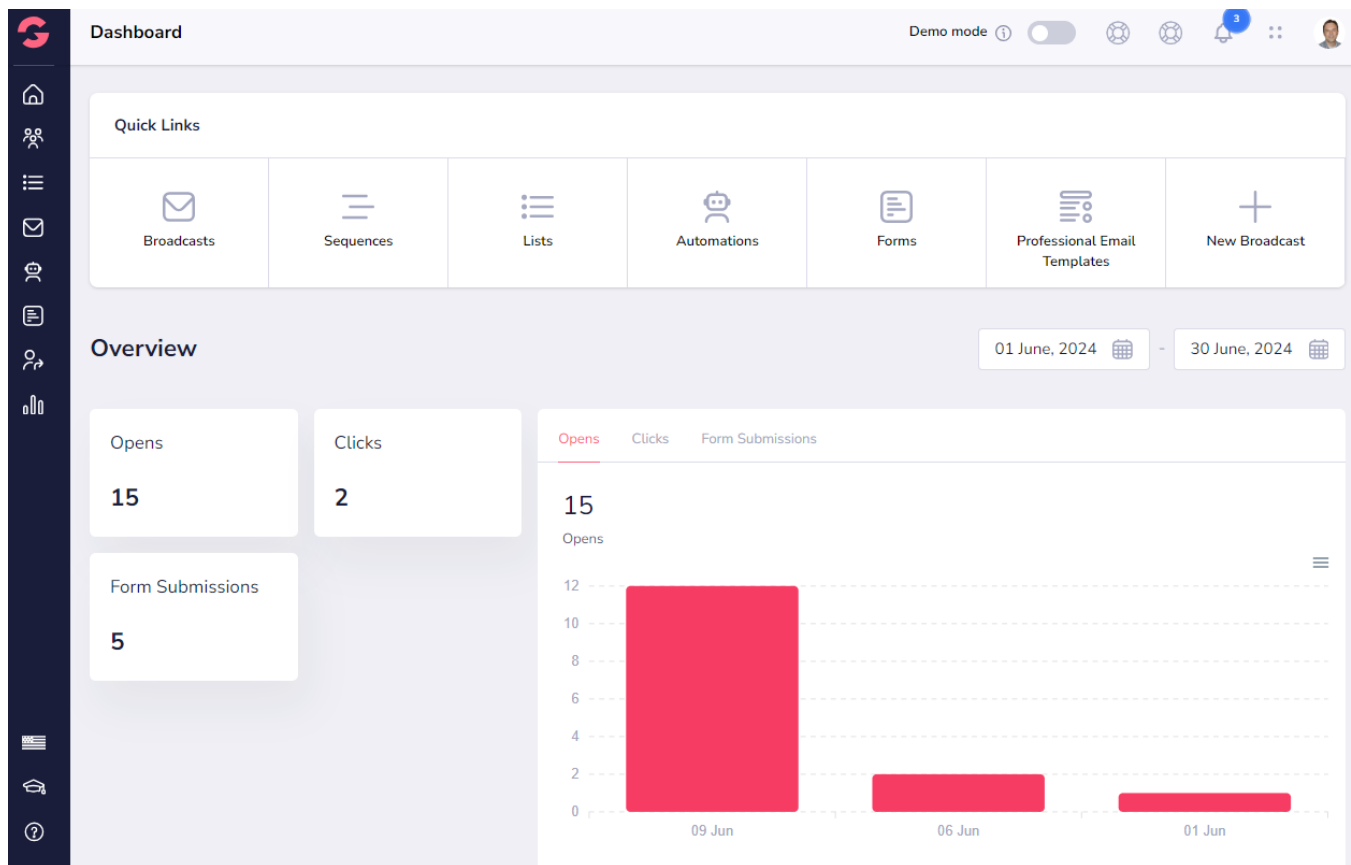 Dashboard
Demo mode
3
Quick Links
Broadcasts
Sequences
Lists
Automations
Forms
Professional Email
Templates
New Broadcast
Overview
01 June, 2024 - 30 June, 2024
Opens
15
Clicks
2
Form Submissions
5
Opens Clicks Form Submissions
15
Opens
12
10
8
6
4
2
0
09 Jun 06 Jun 01 Jun